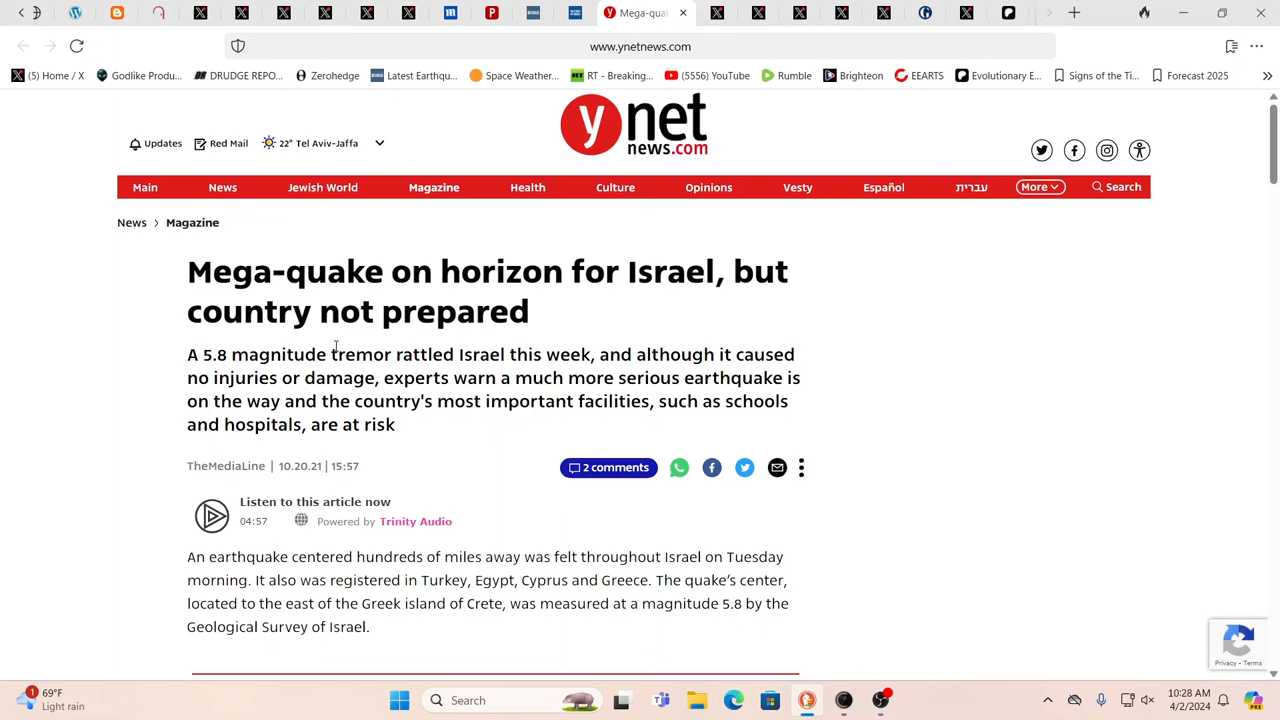 Mega-qua
www.ynetnews.com
(5) Home / X
Godlike Produ...
DRUDGE REPO...
Zerohedge
Latest Earthqu...
Space Weather...
RT - Breaking...
(5556) YouTube
Rumble
Brighteon
EEARTS
Evolutionary E...
Signs of the Ti...
Forecast 2025
ynet
news.com
Updates
Red Mail
22° Tel Aviv-Jaffa
Main
News
Jewish World
Magazine
Health
Culture
Opinions
Vesty
Español
עברית
More
Search
News > Magazine
Mega-quake on horizon for Israel, but
country not prepared
A 5.8 magnitude tremor rattled Israel this week, and although it caused
no injuries or damage, experts warn a much more serious earthquake is
on the way and the country's most important facilities, such as schools
and hospitals, are at risk
TheMediaLine | 10.20.21 | 15:57
2 comments
Listen to this article now
04:57
Powered by Trinity Audio
An earthquake centered hundreds of miles away was felt throughout Israel on Tuesday
morning. It also was registered in Turkey, Egypt, Cyprus and Greece. The quake's center,
located to the east of the Greek island of Crete, was measured at a magnitude 5.8 by the
Geological Survey of Israel.
Privacy - Terms
1
69°F
Light rain
Search
10:28 AM
4/2/2024
PRE